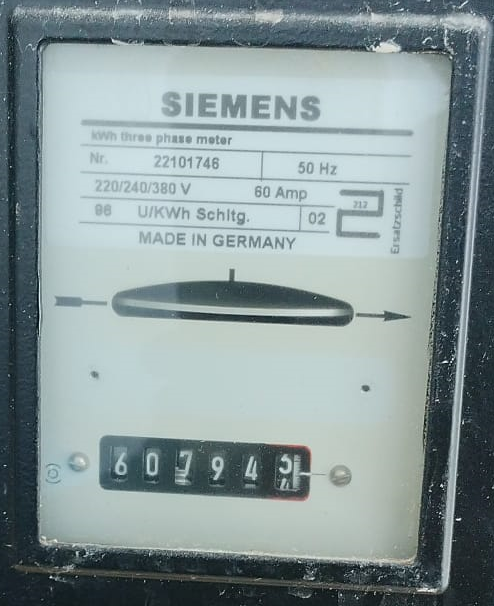 SIEMENS
kWh three phase meter
Nr. 22101746 50 Hz
220/240/380 V 60 Amp
96 U/KWh Schltg. 02
212
Ersatzschild
MADE IN GERMANY
6 0 7 9 4